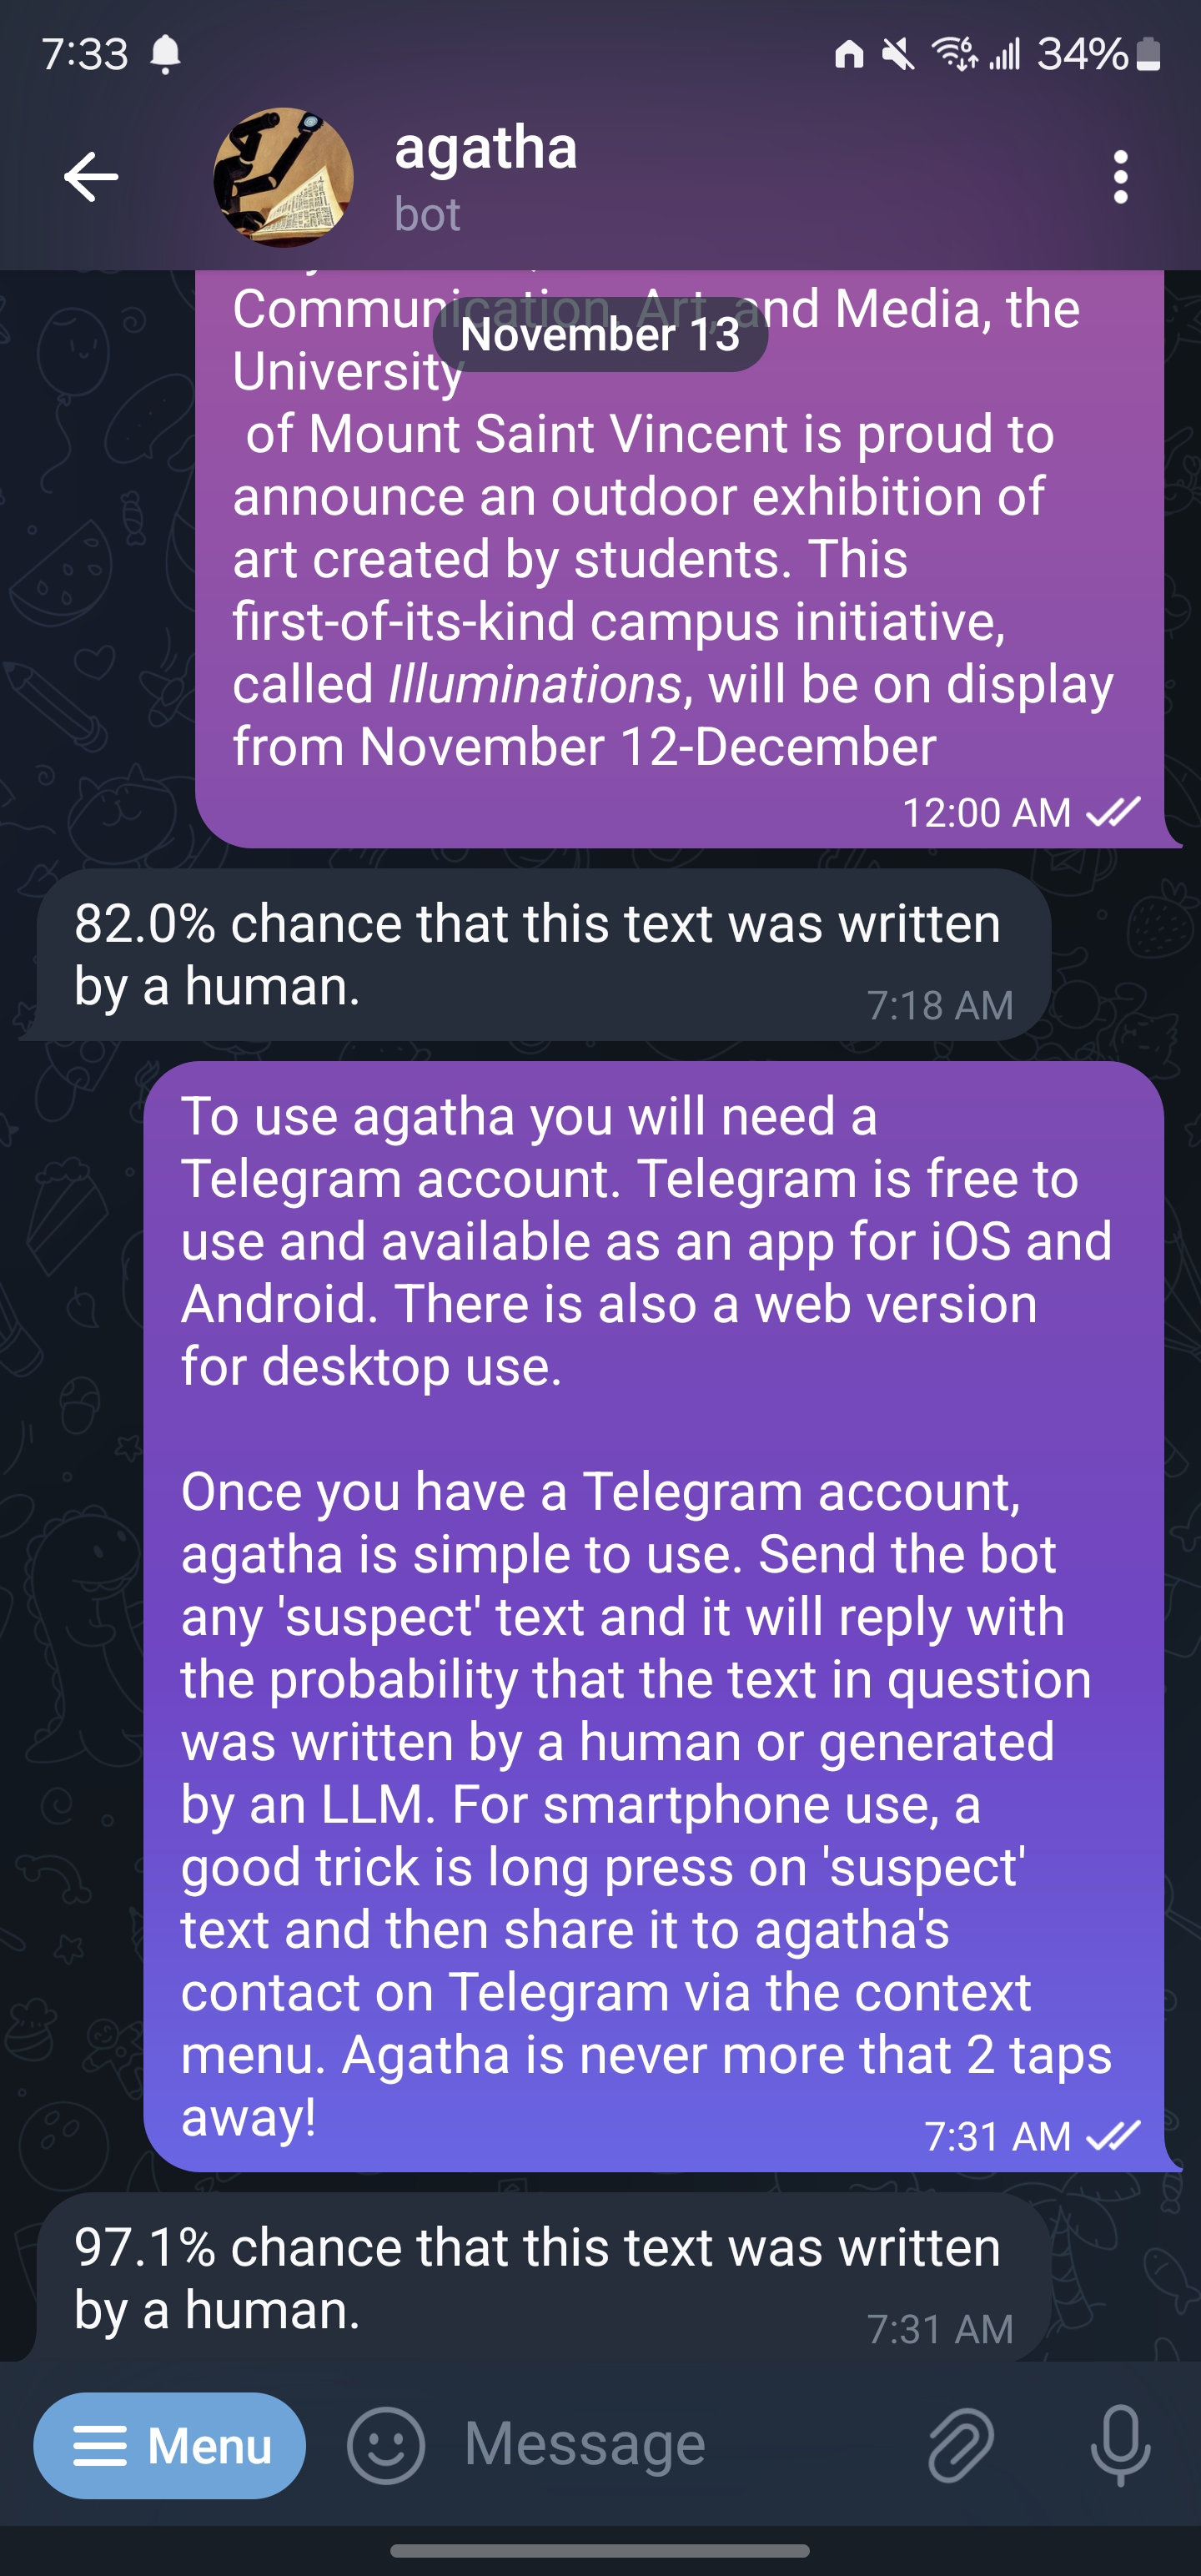 7:33
34%
agatha
bot
Communication, Art, and Media, the
November 13
University
of Mount Saint Vincent is proud to
announce an outdoor exhibition of
art created by students. This
first-of-its-kind campus initiative,
called Illuminations, will be on display
from November 12-December
12:00 AM
82.0% chance that this text was written
by a human.
7:18 AM
To use agatha you will need a
Telegram account. Telegram is free to
use and available as an app for iOS and
Android. There is also a web version
for desktop use.
Once you have a Telegram account,
agatha is simple to use. Send the bot
any 'suspect' text and it will reply with
the probability that the text in question
was written by a human or generated
by an LLM. For smartphone use, a
good trick is long press on 'suspect'
text and then share it to agatha's
contact on Telegram via the context
menu. Agatha is never more that 2 taps
away!
7:31 AM
97.1% chance that this text was written
by a human.
7:31 AM
Menu
Message